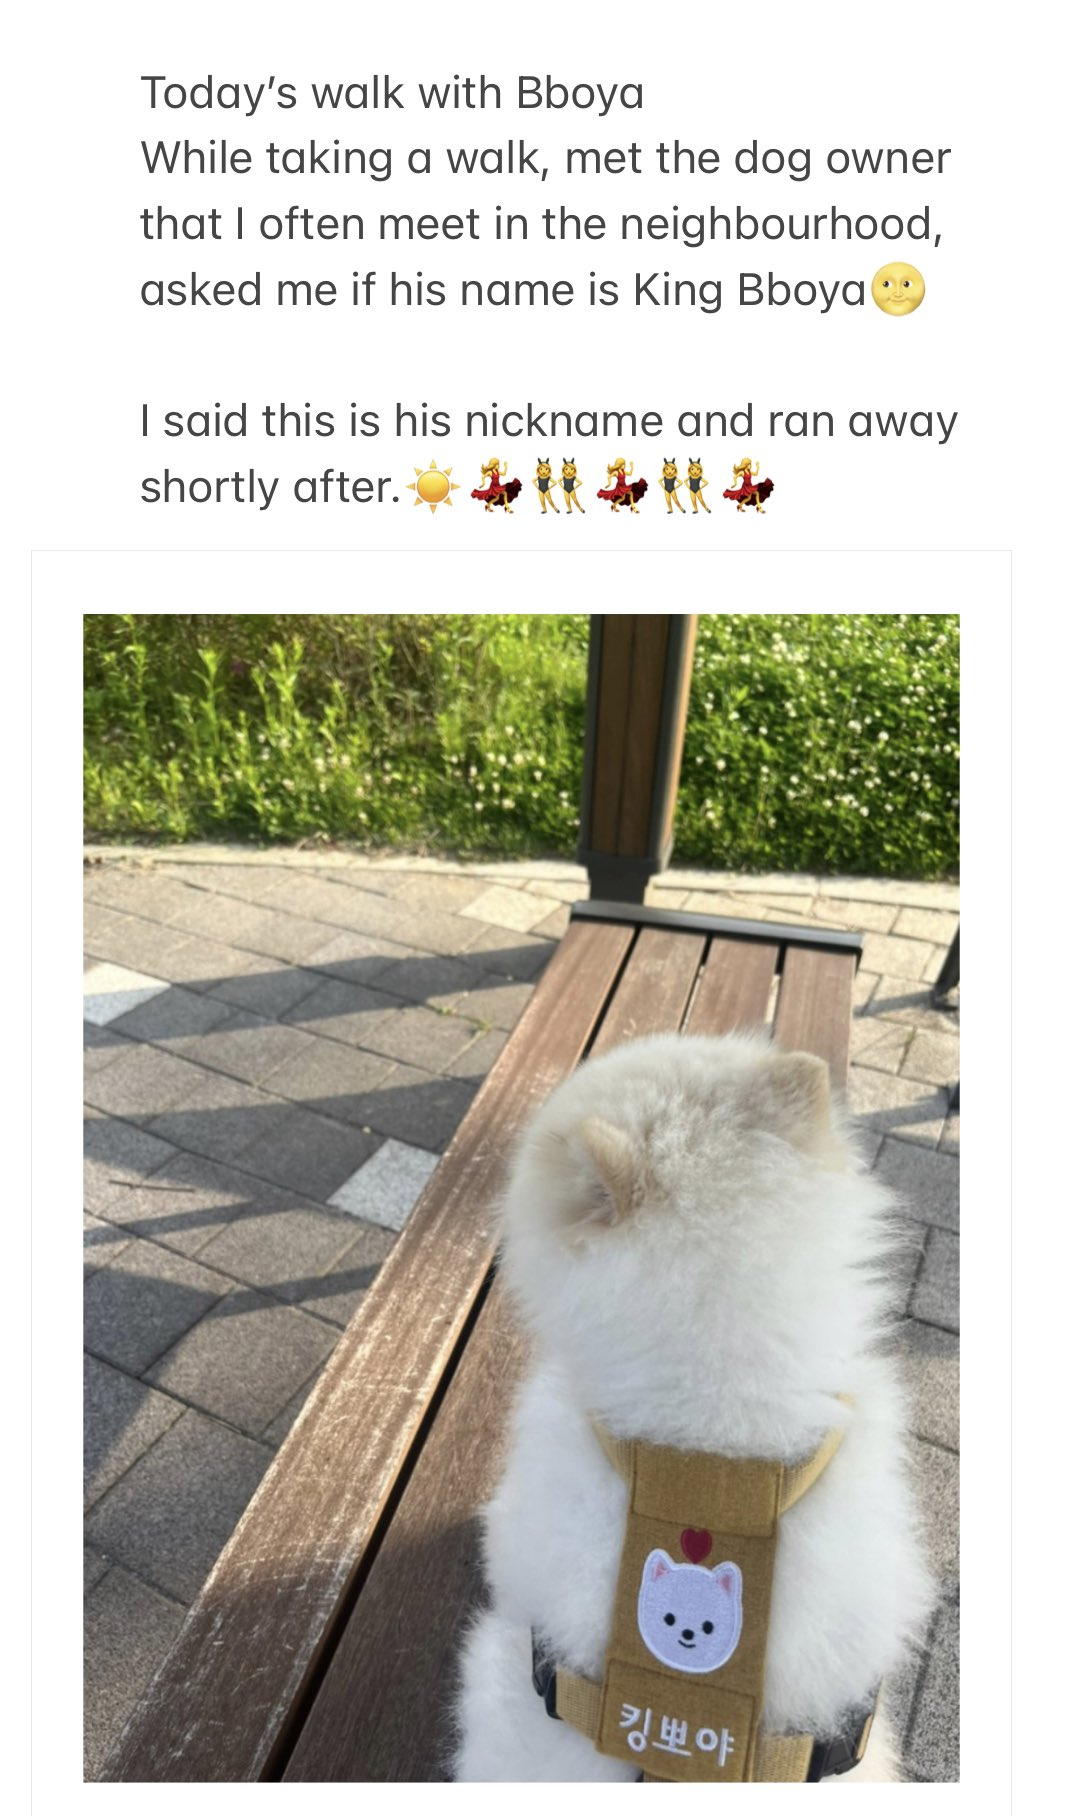 Today’s walk with Bboya
While taking a walk, met the dog owner
that I often meet in the neighbourhood,
asked me if his name is King Bboya🌝
I said this is his nickname and ran away
shortly after.☀️💃👯‍♀️💃👯‍♀️💃
킹뽀야